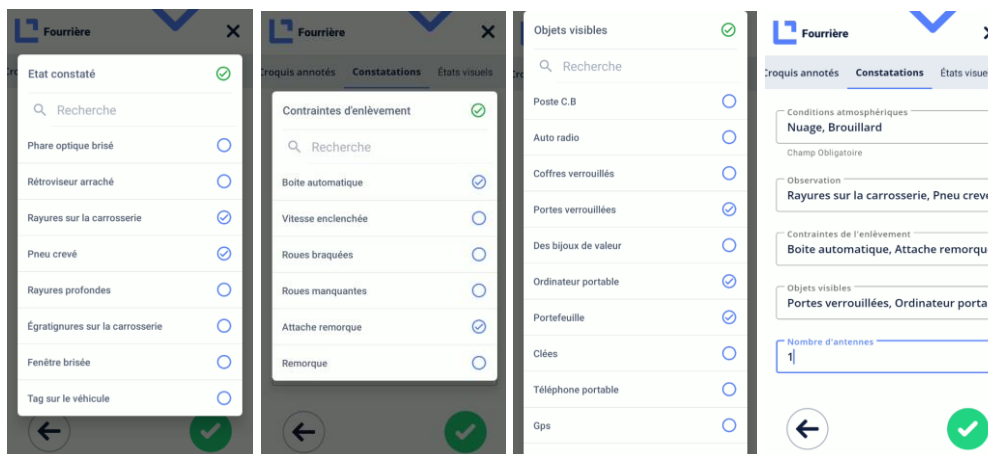 Fourrière
Etat constaté
Recherche
Phare optique brisé
Rétroviseur arraché
Rayures sur la carrosserie
Pneu crevé
Rayures profondes
Égratignures sur la carrosserie
Fenêtre brisée
Tag sur le véhicule
Fourrière
Croquis annotés Constatations États visuels
Contraintes d'enlèvement
Recherche
Boite automatique
Vitesse enclenchée
Roues braquées
Roues manquantes
Attache remorque
Remorque
Objets visibles
Recherche
Poste C.B
Auto radio
Coffres verrouillés
Portes verrouillées
Des bijoux de valeur
Ordinateur portable
Portefeuille
Clées
Téléphone portable
Gps
Fourrière
Croquis annotés Constatations États visuel
Conditions atmosphériques
Nuage, Brouillard
Champ Obligatoire
Observation
Rayures sur la carrosserie, Pneu crevé
Contraintes de l'enlèvement
Boite automatique, Attache remorqu
Objets visibles
Portes verrouillées, Ordinateur porta
Nombre d'antennes
1